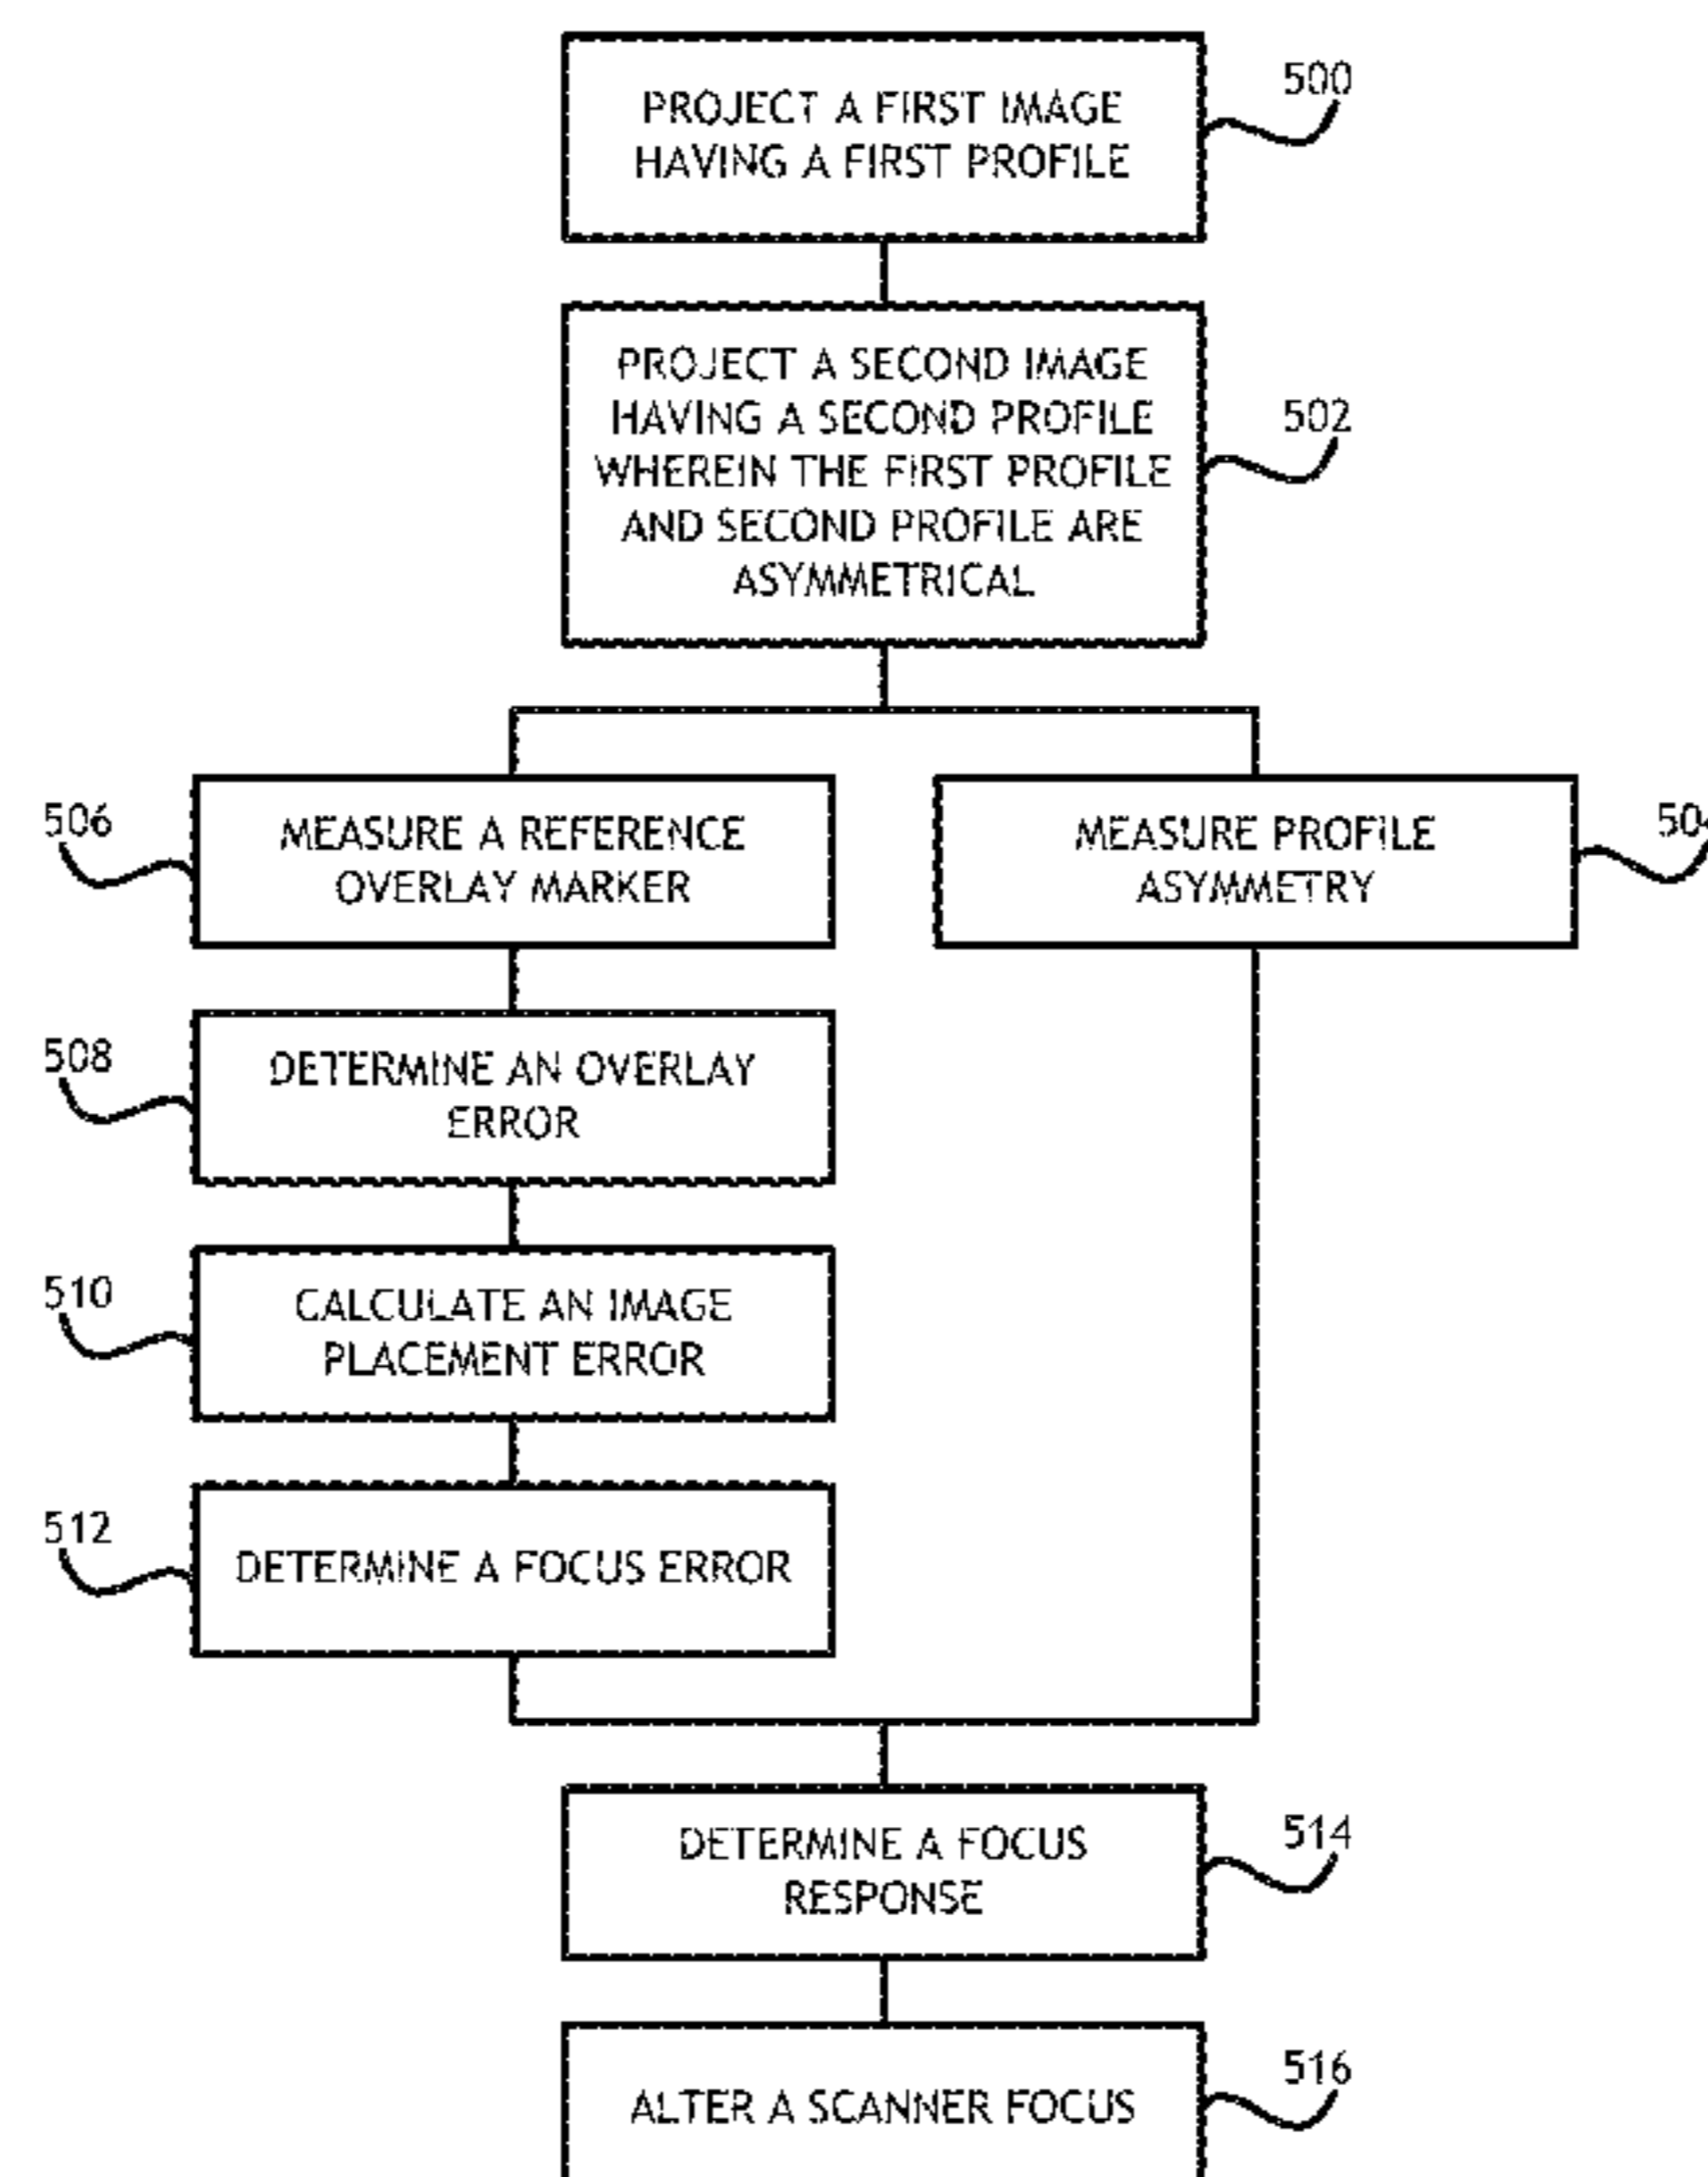 PROJECT A FIRST IMAGE
HAVING A FIRST PROFILE
500
PROJECT A SECOND IMAGE
HAVING A SECOND PROFILE
WHEREIN THE FIRST PROFILE
AND SECOND PROFILE ARE
ASYMMETRICAL
502
506
MEASURE A REFERENCE
OVERLAY MARKER
MEASURE PROFILE
ASYMMETRY
508
DETERMINE AN OVERLAY
ERROR
510
CALCULATE AN IMAGE
PLACEMENT ERROR
512
DETERMINE A FOCUS ERROR
DETERMINE A FOCUS
RESPONSE
514
ALTER A SCANNER FOCUS
516